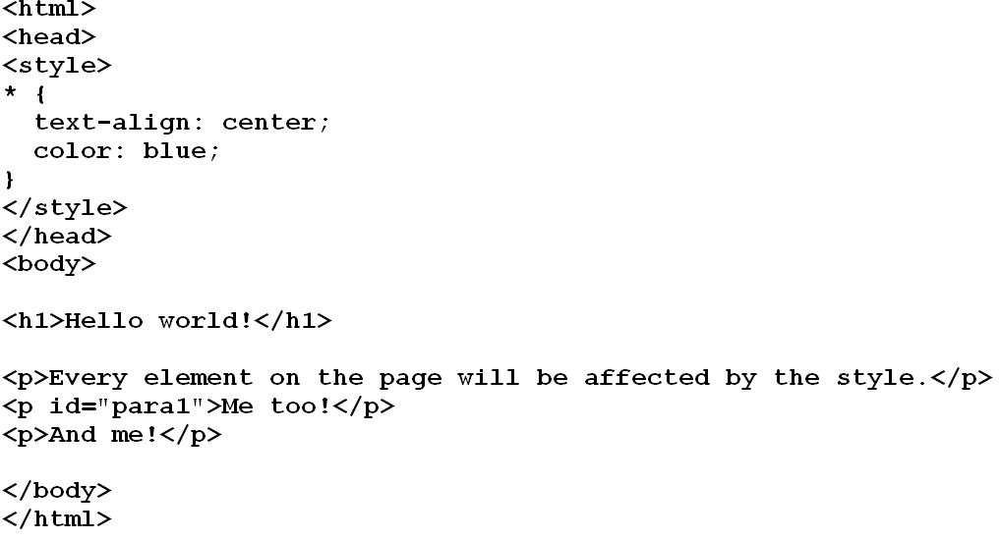 <html>
<head>
<style>
* {
  text-align: center;
  color: blue;
}
</style>
</head>
<body>

<h1>Hello world!</h1>

<p>Every element on the page will be affected by the style.</p>
<p id="para1">Me too!</p>
<p>And me!</p>

</body>
</html>